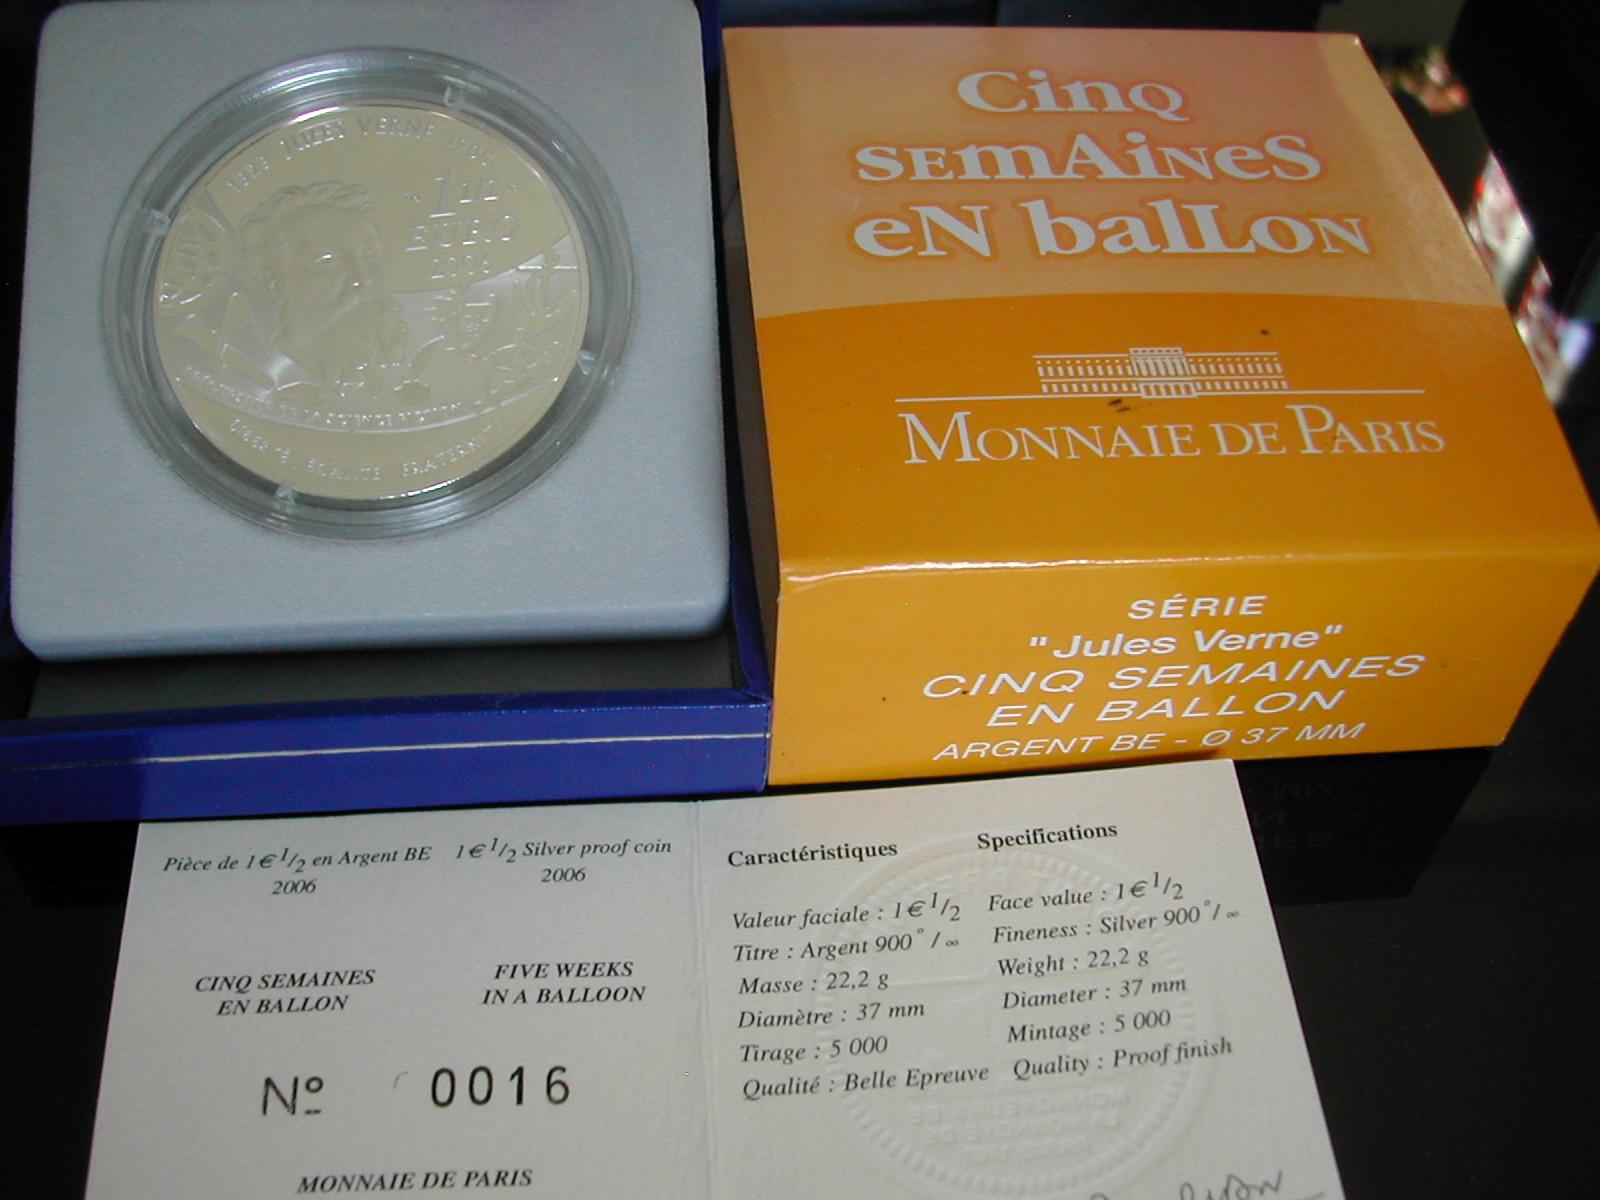 JULES VERNE
1 1/2
EURO
2006
DE LA SCIENCE FICTION
ÉGALITÉ FRATERNITÉ
Cinq
SEmAiNeS
eN balLoN
MONNAIE DE PARIS
SÉRIE
"Jules Verne"
CINQ SEMAINES
EN BALLON
ARGENT BE - Ø 37 MM
Pièce de 1€1/2 en Argent BE
2006
1€1/2 Silver proof coin
2006
CINQ SEMAINES
EN BALLON
FIVE WEEKS
IN A BALLOON
Nº 0016
MONNAIE DE PARIS
Caractéristiques
Valeur faciale : 1€1/2
Titre : Argent 900°/∞
Masse : 22,2 g
Diamètre : 37 mm
Tirage : 5 000
Qualité : Belle Epreuve
Specifications
Face value : 1€1/2
Fineness : Silver 900°/∞
Weight : 22,2 g
Diameter : 37 mm
Mintage : 5 000
Quality : Proof finish